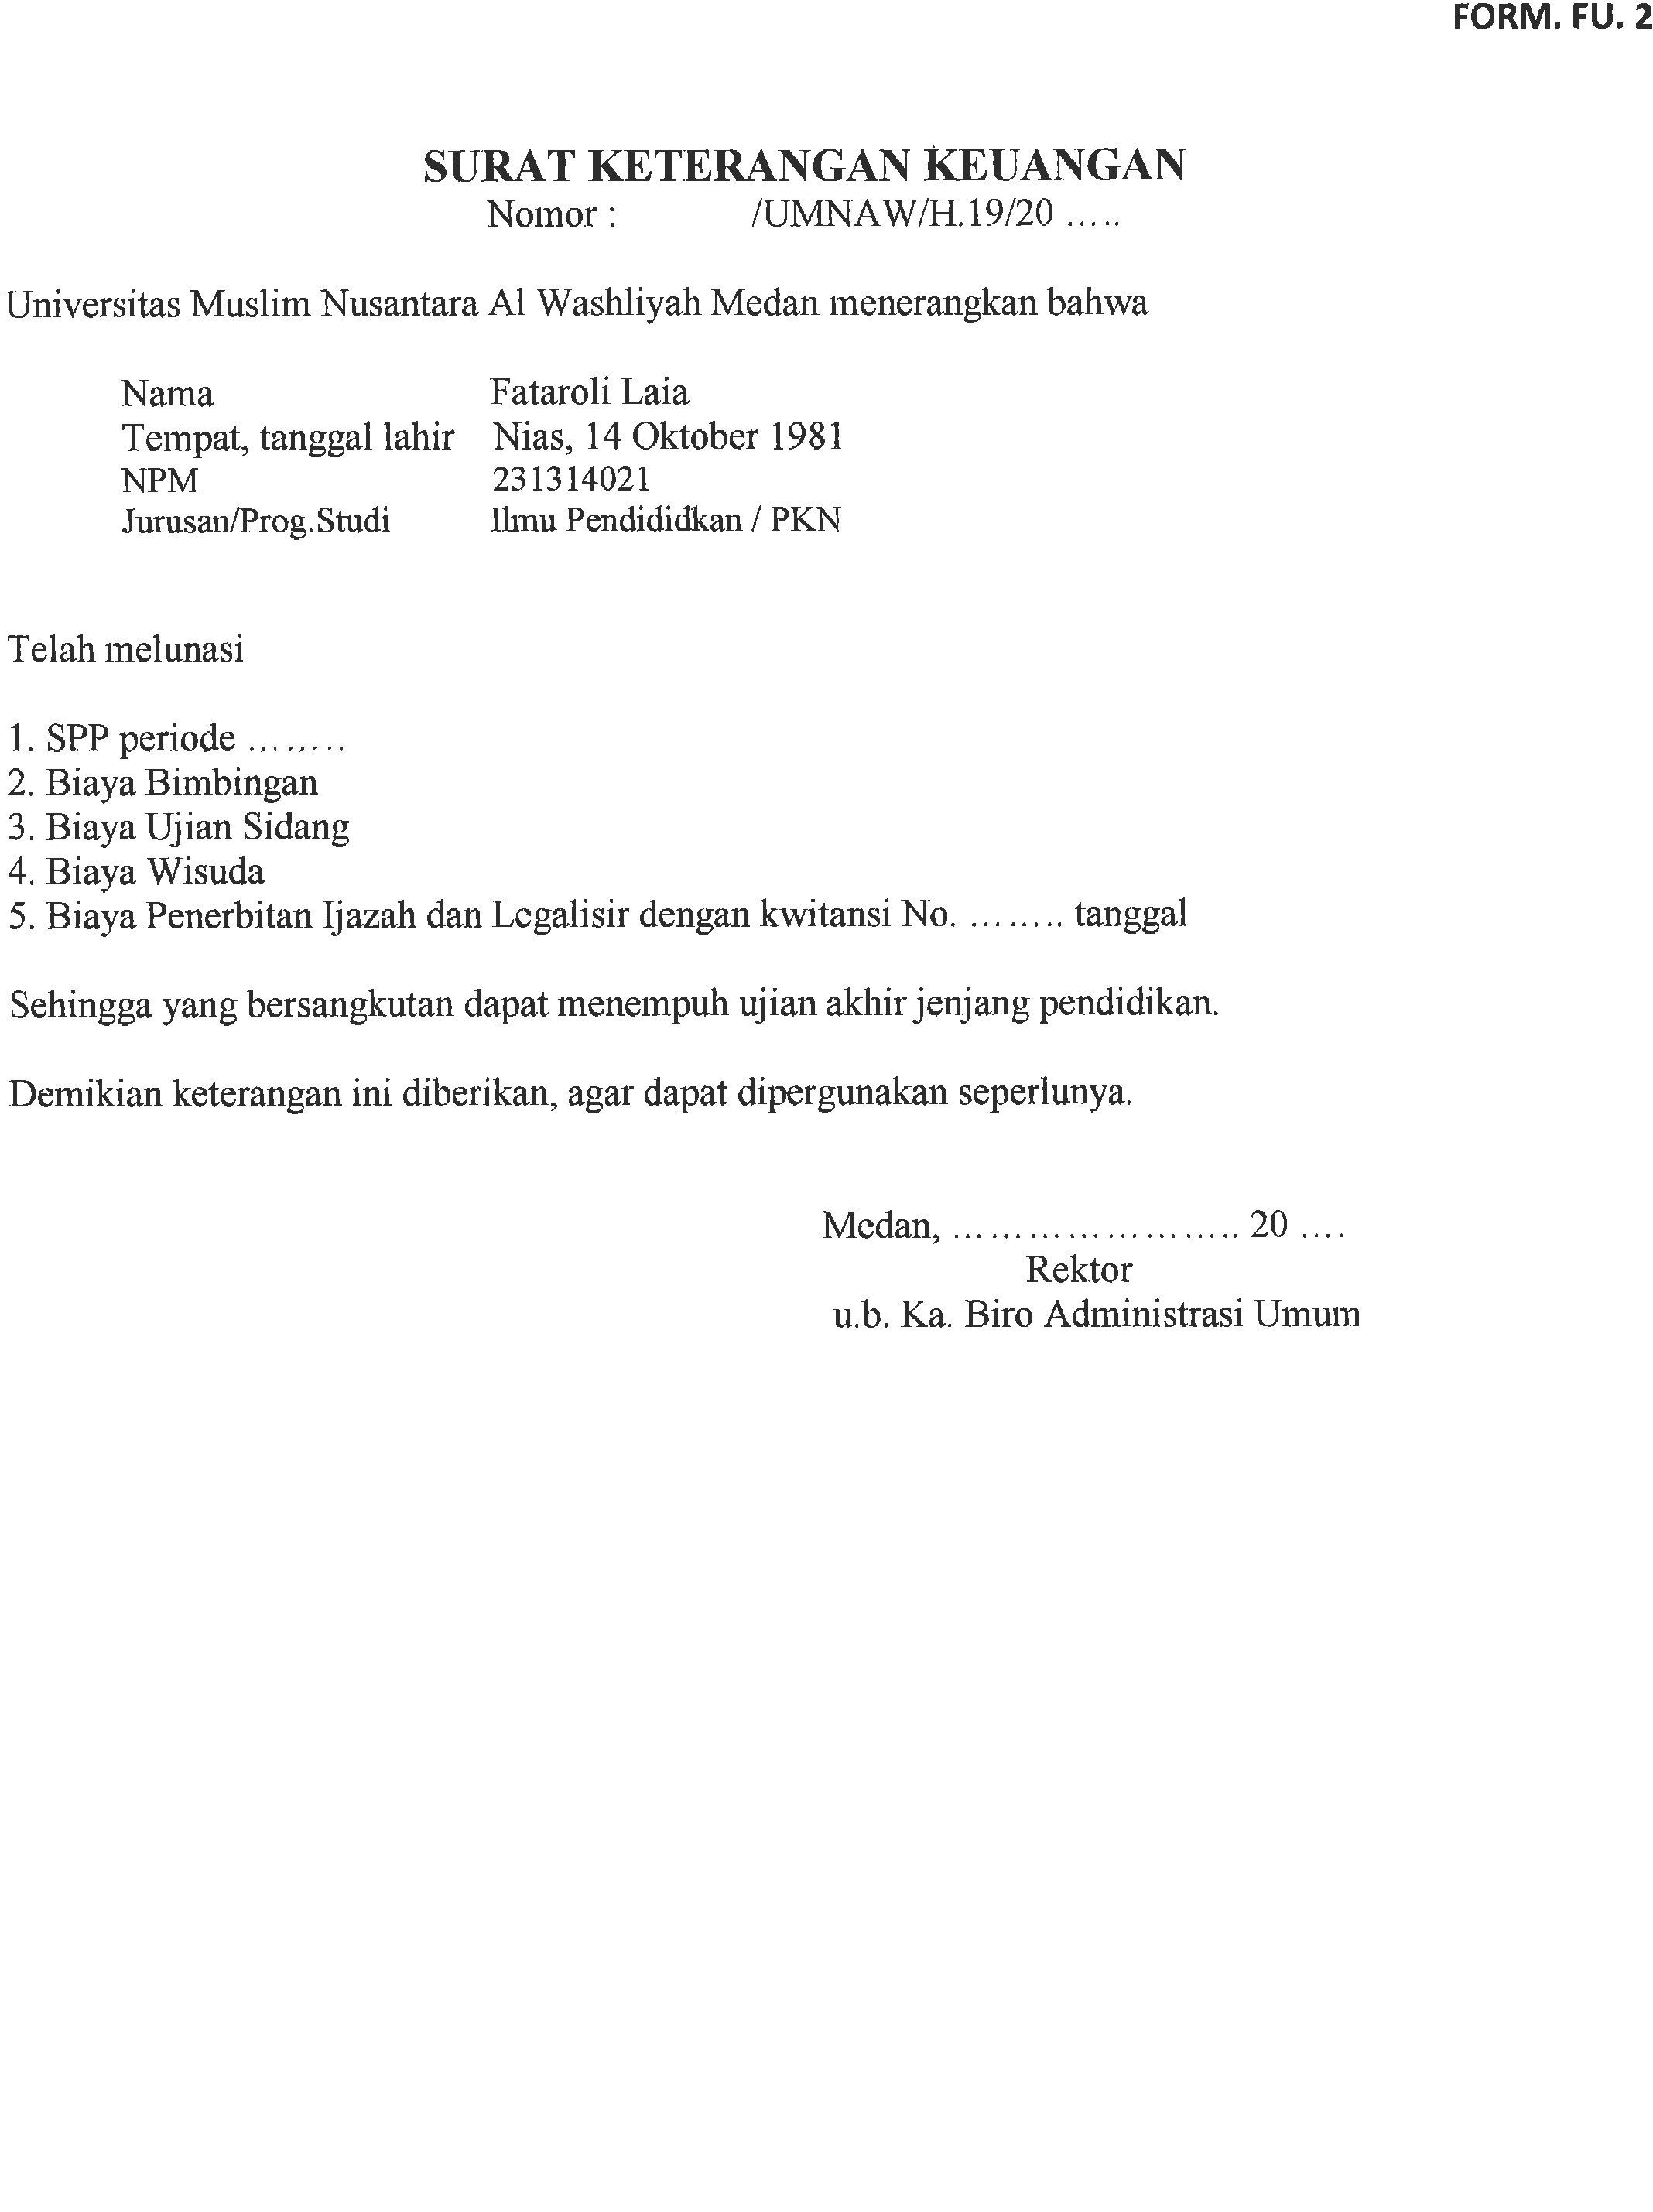 FORM. FU. 2
SURAT KETERANGAN KEUANGAN
Nomor : /UMNAW/H.19/20 .....
Universitas Muslim Nusantara Al Washliyah Medan menerangkan bahwa
Nama Fataroli Laia
Tempat, tanggal lahir Nias, 14 Oktober 1981
NPM 231314021
Jurusan/Prog.Studi Ilmu Pendididkan / PKN
Telah melunasi
1. SPP periode ........
2. Biaya Bimbingan
3. Biaya Ujian Sidang
4. Biaya Wisuda
5. Biaya Penerbitan Ijazah dan Legalisir dengan kwitansi No. ........ tanggal
Sehingga yang bersangkutan dapat menempuh ujian akhir jenjang pendidikan.
Demikian keterangan ini diberikan, agar dapat dipergunakan seperlunya.
Medan, ....................... 20 ....
Rektor
u.b. Ka. Biro Administrasi Umum